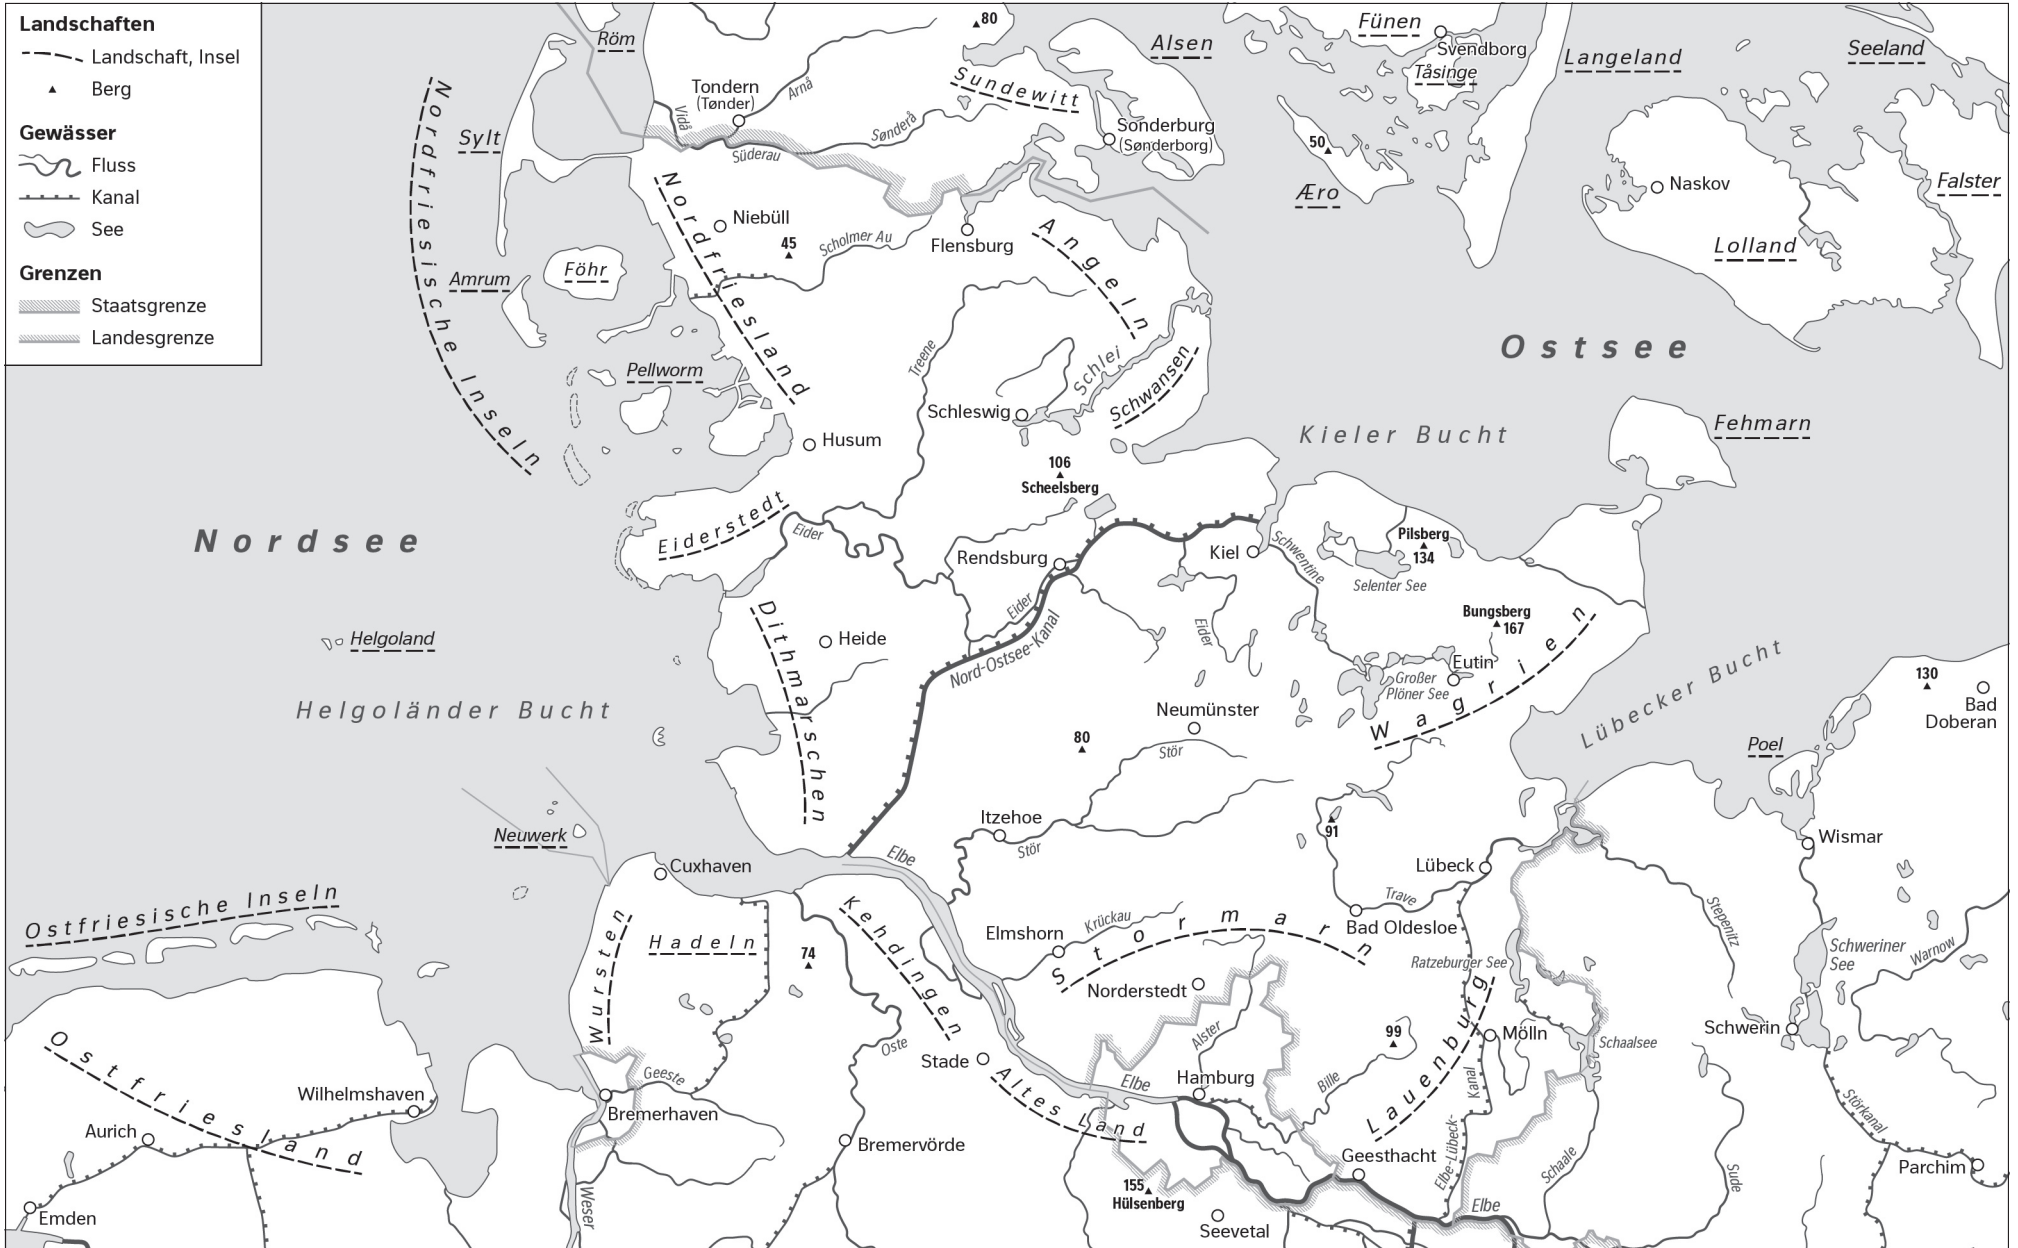 Landschaften
Landschaft, Insel
Berg
Gewässer
Fluss
Kanal
See
Grenzen
Staatsgrenze
Landesgrenze
Röm
80
Alsen
Fünen
Svendborg
Tåsinge
Langeland
Seeland
Sundewitt
Tondern
(Tønder)
Arnå
Vidå
Sylt
Sønderå
Süderau
Sonderburg
(Sønderborg)
50
Ærø
Naskov
Falster
Lolland
Nordfriesische Inseln
Nordfriesland
Niebüll
45
Scholmer Au
Flensburg
Angeln
Amrum
Föhr
Pellworm
Treene
Schlei
Schwansen
Schleswig
Husum
Ostsee
Kieler Bucht
Fehmarn
106
Scheelsberg
Nordsee
Eiderstedt
Eider
Rendsburg
Kiel
Schwentine
Pilsberg
134
Selenter See
Bungsberg
167
Eider
Eider
Nord-Ostsee-Kanal
Helgoland
Heide
Dithmarschen
Eutin
Großer
Plöner See
Wagrien
Lübecker Bucht
130
Bad
Doberan
Helgoländer Bucht
Neumünster
80
Stör
Poel
Itzehoe
Stör
91
Neuwerk
Cuxhaven
Elbe
Lübeck
Wismar
Trave
Bad Oldesloe
Ostfriesische Inseln
Wursten
Hadeln
Kehdingen
74
Elmshorn
Krückau
Stormarn
Stepenitz
Schweriner
See
Warnow
Ratzeburger See
Norderstedt
Alster
99
Lauenburg
Mölln
Schaalsee
Schwerin
Oste
Stade
Altes Land
Elbe
Hamburg
Bille
Geeste
Bremerhaven
Ostfriesland
Wilhelmshaven
Aurich
Bremervörde
Elbe-Lübeck-
Kanal
Störkanal
Geesthacht
Schaale
Sude
Parchim
155
Hülsenberg
Seevetal
Elbe
Weser
Emden